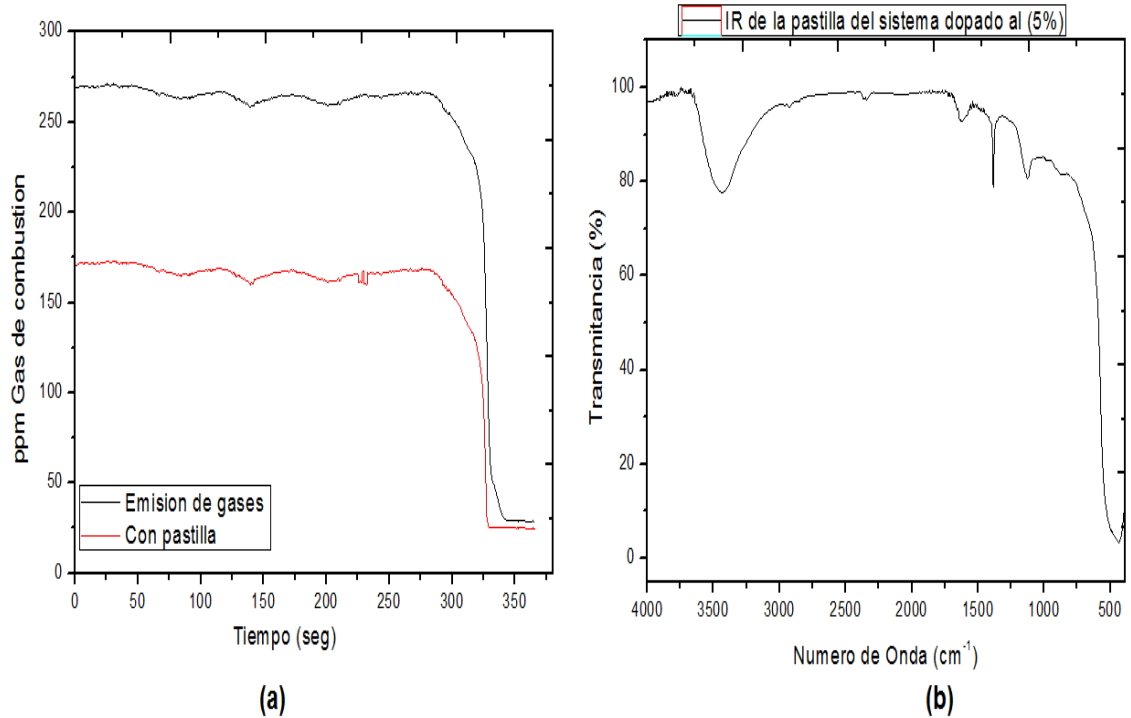 300
250
200
150
100
50
0
ppm Gas de combustion
Emision de gases
Con pastilla
0 50 100 150 200 250 300 350
Tiempo (seg)
(a)
IR de la pastilla del sistema dopado al (5%)
100
80
60
40
20
0
Transmitancia (%)
4000 3500 3000 2500 2000 1500 1000 500
Numero de Onda (cm⁻¹)
(b)